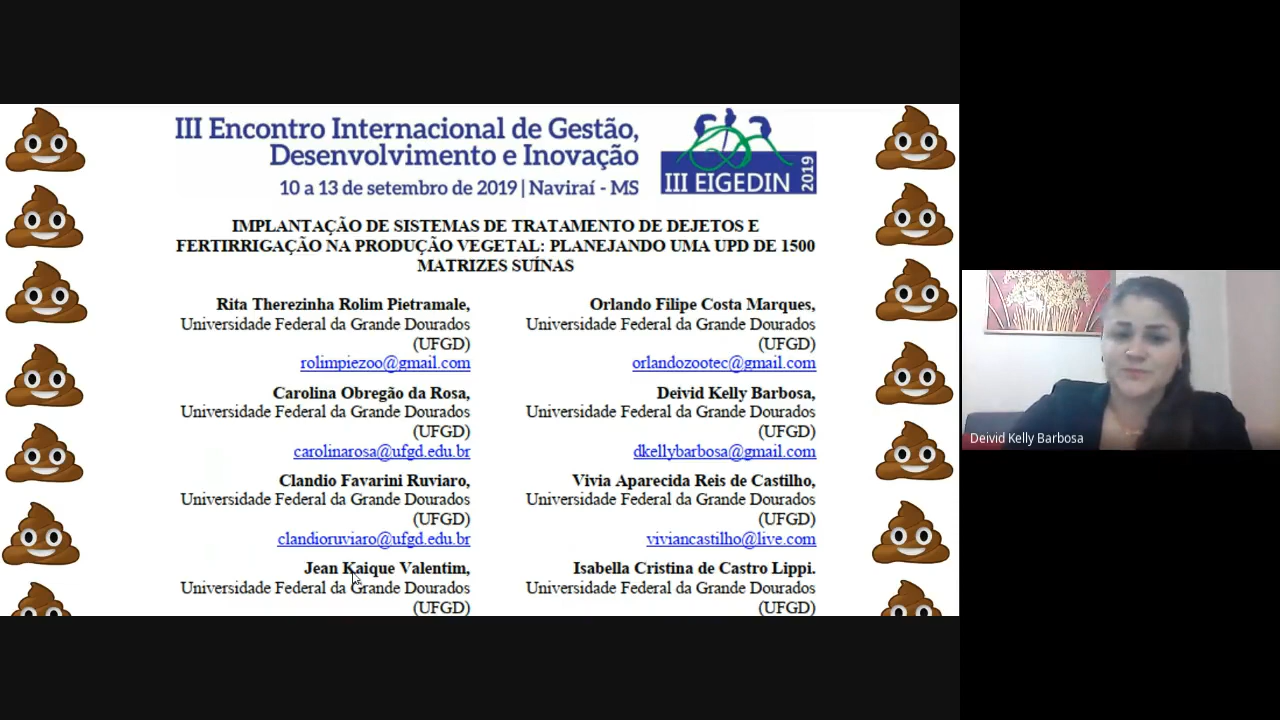 III Encontro Internacional de Gestão,
Desenvolvimento e Inovação
10 a 13 de setembro de 2019 | Naviraí - MS
III EIGEDIN
2019
IMPLANTAÇÃO DE SISTEMAS DE TRATAMENTO DE DEJETOS E
FERTIRRIGAÇÃO NA PRODUÇÃO VEGETAL: PLANEJANDO UMA UPD DE 1500
MATRIZES SUÍNAS
Rita Therezinha Rolim Pietramale,
Universidade Federal da Grande Dourados
(UFGD)
rolimpiezoo@gmail.com
Orlando Filipe Costa Marques,
Universidade Federal da Grande Dourados
(UFGD)
orlandozootec@gmail.com
Carolina Obregão da Rosa,
Universidade Federal da Grande Dourados
(UFGD)
carolinarosa@ufgd.edu.br
Deivid Kelly Barbosa,
Universidade Federal da Grande Dourados
(UFGD)
dkellybarbosa@gmail.com
Clandio Favarini Ruviaro,
Universidade Federal da Grande Dourados
(UFGD)
clandioruviaro@ufgd.edu.br
Vivia Aparecida Reis de Castilho,
Universidade Federal da Grande Dourados
(UFGD)
viviancastilho@live.com
Jean Kaique Valentim,
Universidade Federal da Grande Dourados
(UFGD)
Isabella Cristina de Castro Lippi.
Universidade Federal da Grande Dourados
(UFGD)
Deivid Kelly Barbosa